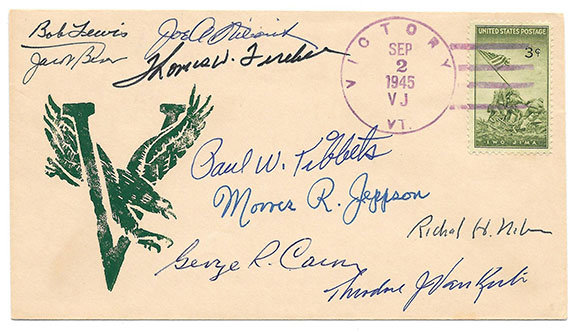 Bob Lewis
Joe A
Jacob Beser
Thomas W. Ferebee
VICTORY
SEP
2
1945
VJ
VT.
UNITED STATES POSTAGE
3¢
IWO JIMA
V
Paul W. Tibbets
Morris R. Jeppson
Richard H. Nelson
George R. Caron
Theodore J. Van Kirk